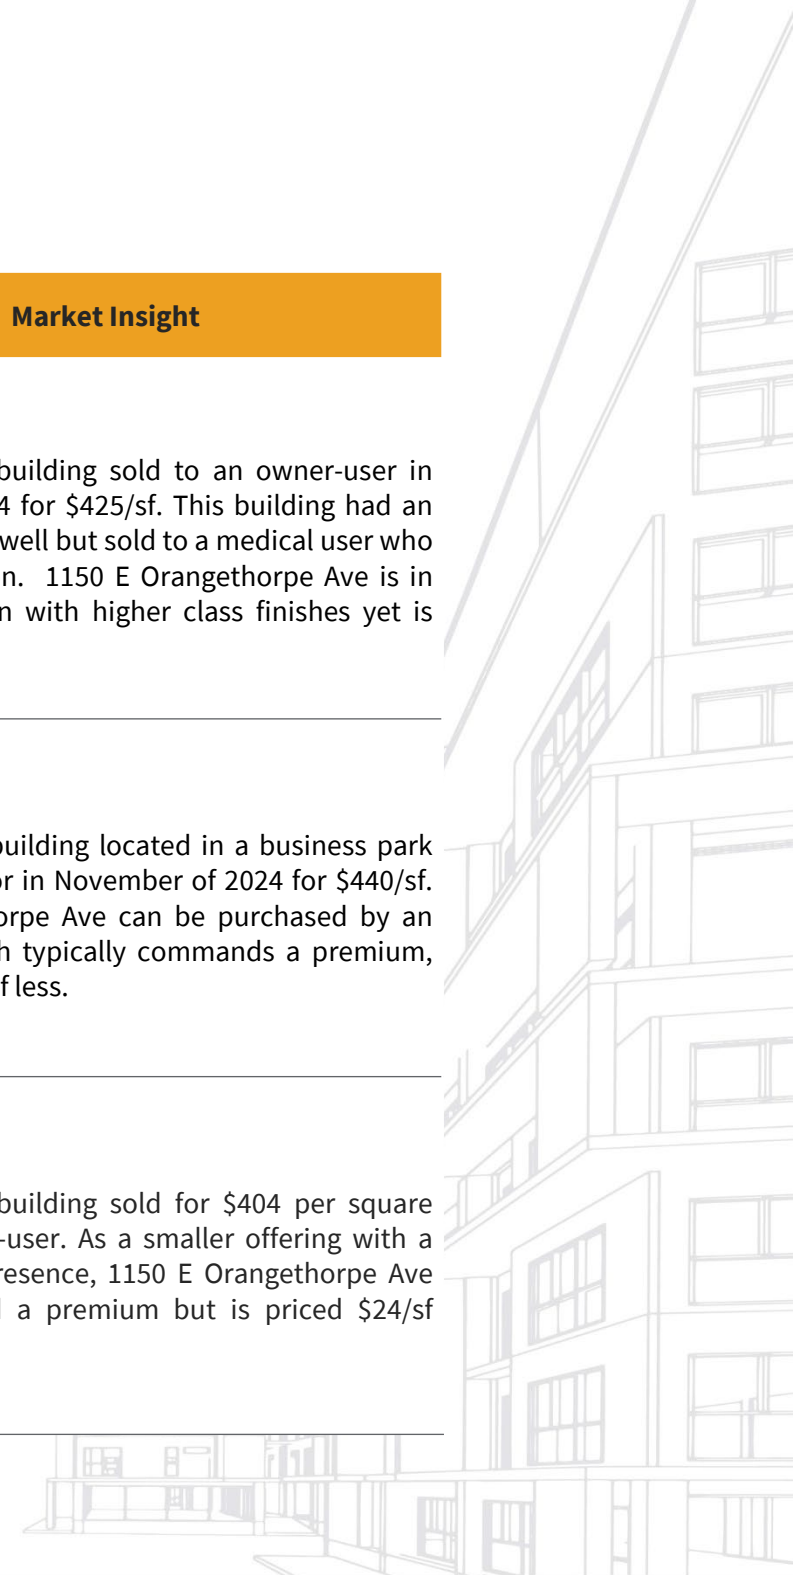 Market Insight
building sold to an owner-user in
4 for $425/sf. This building had an
well but sold to a medical user who
n. 1150 E Orangethorpe Ave is in
n with higher class finishes yet is
building located in a business park
or in November of 2024 for $440/sf.
orpe Ave can be purchased by an
h typically commands a premium,
f less.
building sold for $404 per square
-user. As a smaller offering with a
resence, 1150 E Orangethorpe Ave
d a premium but is priced $24/sf